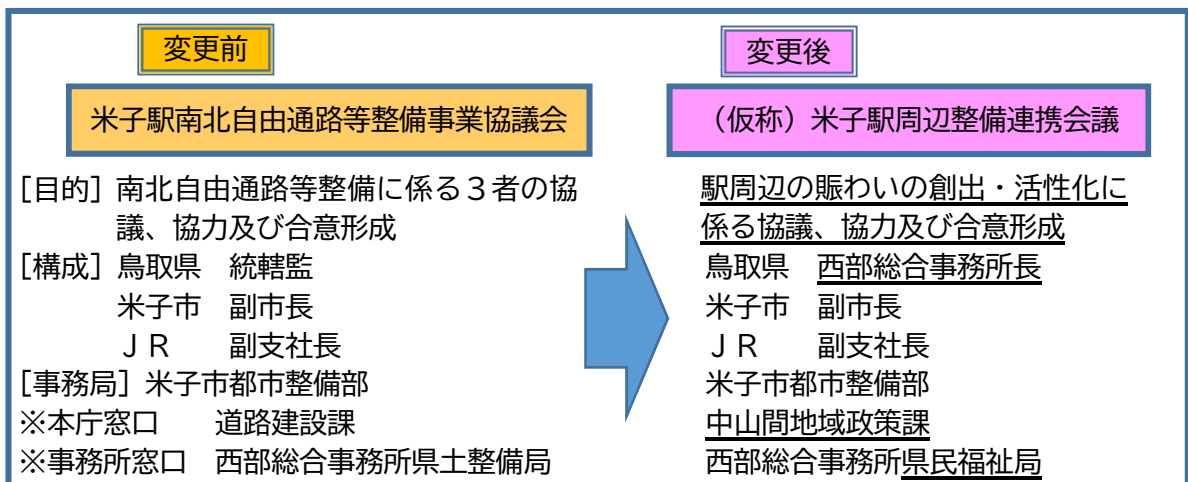 変更前
変更後
米子駅南北自由通路等整備事業協議会
（仮称）米子駅周辺整備連携会議
［目的］南北自由通路等整備に係る３者の協
議、協力及び合意形成
［構成］鳥取県　統轄監
米子市　副市長
ＪＲ　副支社長
［事務局］米子市都市整備部
※本庁窓口　道路建設課
※事務所窓口　西部総合事務所県土整備局
駅周辺の賑わいの創出・活性化に
係る協議、協力及び合意形成
鳥取県　西部総合事務所長
米子市　副市長
ＪＲ　副支社長
米子市都市整備部
中山間地域政策課
西部総合事務所県民福祉局